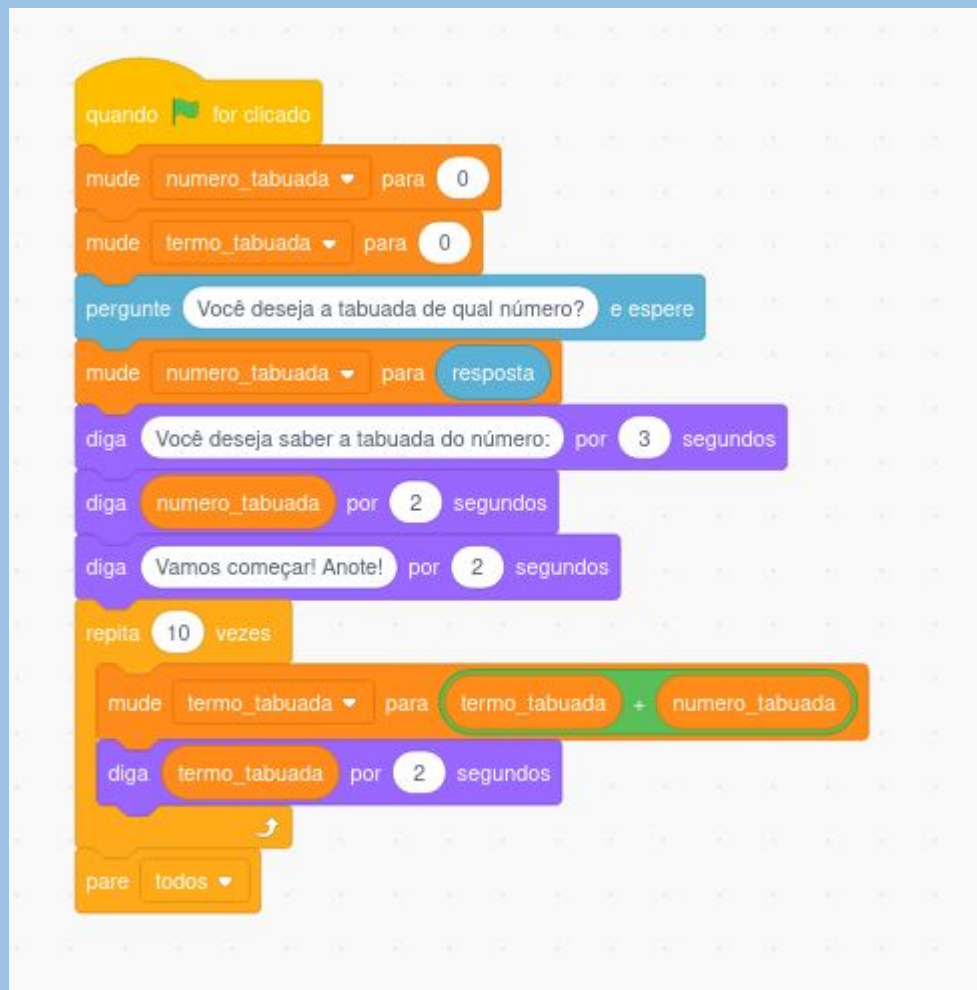 quando for clicado
mude numero_tabuada para 0
mude termo_tabuada para 0
pergunte Você deseja a tabuada de qual número? e espere
mude numero_tabuada para resposta
diga Você deseja saber a tabuada do número: por 3 segundos
diga numero_tabuada por 2 segundos
diga Vamos começar! Anote! por 2 segundos
repita 10 vezes
mude termo_tabuada para termo_tabuada + numero_tabuada
diga termo_tabuada por 2 segundos
pare todos